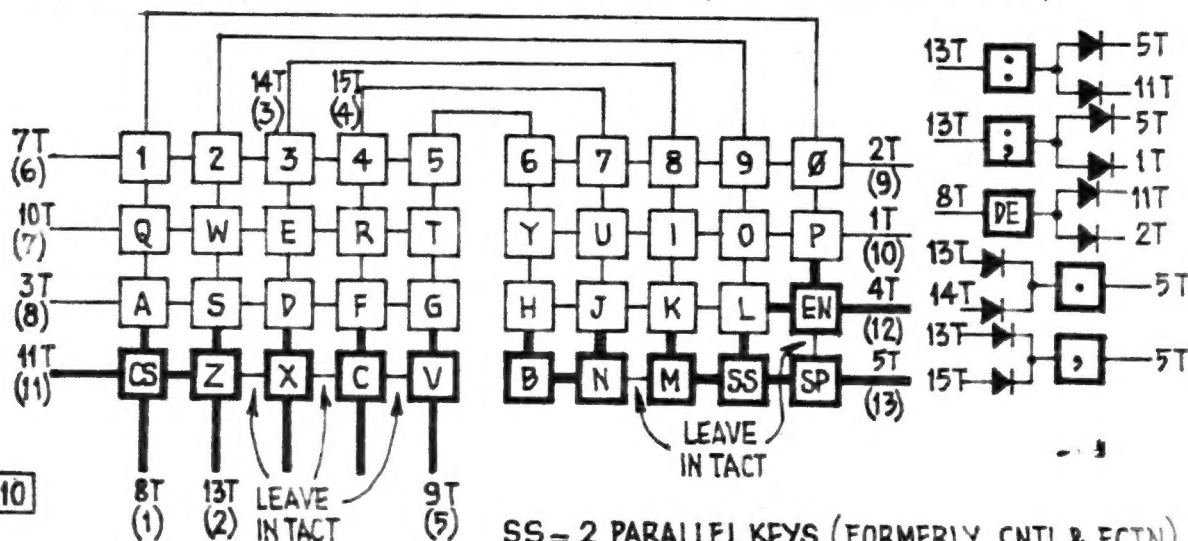 14T 15T
(3) (4)
7T 1 2 3 4 5 6 7 8 9 Ø 2T
(6) (9)
10T Q W E R T Y U I O P 1T
(7) (10)
3T A S D F G H J K L EN 4T
(8) (12)
11T CS Z X C V B N M SS SP 5T
(11) (13)
LEAVE
IN TACT
8T 13T LEAVE 9T
(1) (2) IN TACT (5)
10
13T : 5T
11T
13T ; 5T
1T
8T DE 11T
2T
13T
14T . 5T
13T
15T , 5T
SS – 2 PARALLEL KEYS (FORMERLY CNTL & FCTN)